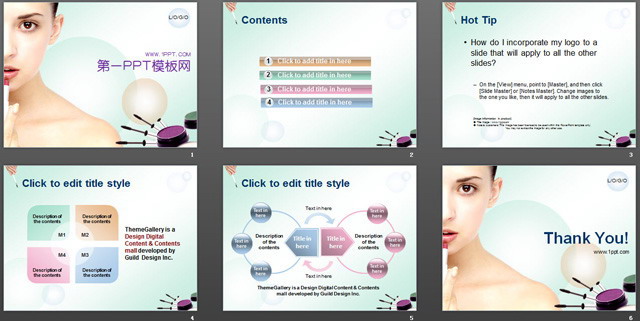 LOGO
WWW.1PPT.COM
第一PPT模板网
1
Contents
1 Click to add title in here
2 Click to add title in here
3 Click to add title in here
4 Click to add title in here
2
Hot Tip
• How do I incorporate my logo to a
slide that will apply to all the other
slides?
– On the [View] menu, point to [Master], and then click
[Slide Master] or [Notes Master]. Change images to
the one you like, then it will apply to all the other slides.
3
Click to edit title style
Description of
the contents
Description of
the contents
M1 M2
M4 M3
Description of
the contents
Description of
the contents
ThemeGallery is a
Design Digital
Content & Contents
mall developed by
Guild Design Inc.
4
Click to edit title style
Text in
here
Text in here
Text in
here
Text in
here
Description
of the
contents
Title in
here
Title in
here
Description
of the
contents
Text in
here
Text in
here
Text in here
Text in
here
ThemeGallery is a Design Digital Content & Contents
mall developed by Guild Design Inc.
5
LOGO
Thank You!
www.1ppt.com
6